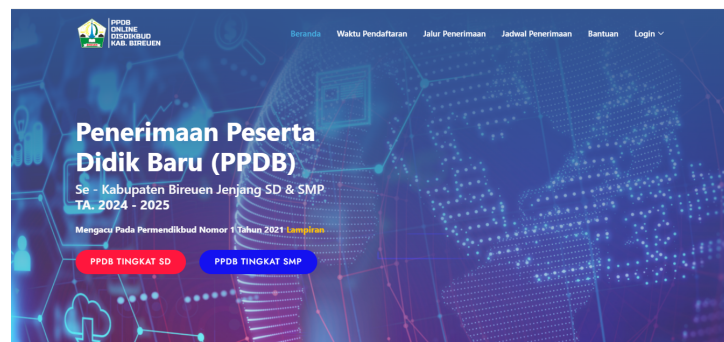 PPDB
ONLINE
DISDIKBUD
KAB. BIREUEN
Beranda Waktu Pendaftaran Jalur Penerimaan Jadwal Penerimaan Bantuan Login
Penerimaan Peserta
Didik Baru (PPDB)
Se - Kabupaten Bireuen Jenjang SD & SMP
TA. 2024 - 2025
Mengacu Pada Permendikbud Nomor 1 Tahun 2021 Lampiran
PPDB TINGKAT SD PPDB TINGKAT SMP